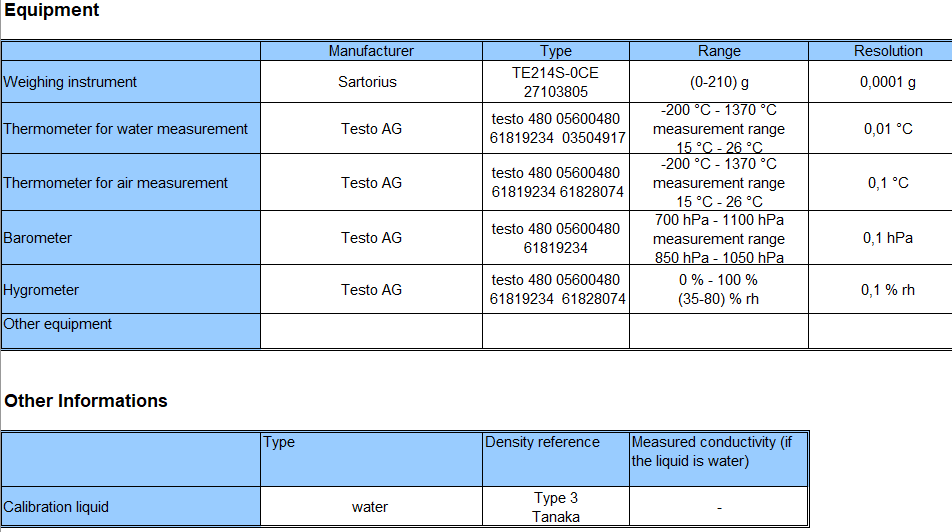 Equipment
Manufacturer Type Range Resolution
Weighing instrument Sartorius TE214S-0CE 27103805 (0-210) g 0,0001 g
Thermometer for water measurement Testo AG testo 480 05600480 61819234 03504917 -200 °C - 1370 °C measurement range 15 °C - 26 °C 0,01 °C
Thermometer for air measurement Testo AG testo 480 05600480 61819234 61828074 -200 °C - 1370 °C measurement range 15 °C - 26 °C 0,1 °C
Barometer Testo AG testo 480 05600480 61819234 700 hPa - 1100 hPa measurement range 850 hPa - 1050 hPa 0,1 hPa
Hygrometer Testo AG testo 480 05600480 61819234 61828074 0 % - 100 % (35-80) % rh 0,1 % rh
Other equipment
Other Informations
Type Density reference Measured conductivity (if the liquid is water)
Calibration liquid water Type 3 Tanaka -